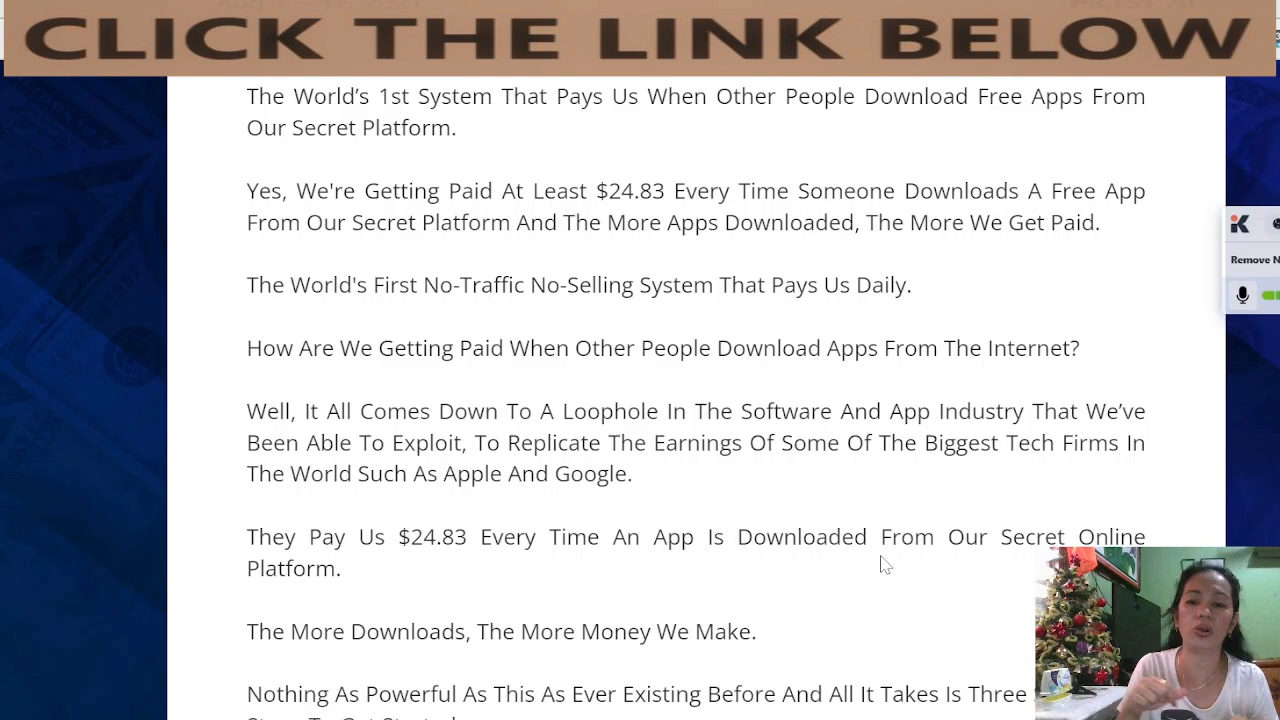 CLICK THE LINK BELOW
The World’s 1st System That Pays Us When Other People Download Free Apps From
Our Secret Platform.
Yes, We're Getting Paid At Least $24.83 Every Time Someone Downloads A Free App
From Our Secret Platform And The More Apps Downloaded, The More We Get Paid.
The World's First No-Traffic No-Selling System That Pays Us Daily.
Remove N
How Are We Getting Paid When Other People Download Apps From The Internet?
Well, It All Comes Down To A Loophole In The Software And App Industry That We’ve
Been Able To Exploit, To Replicate The Earnings Of Some Of The Biggest Tech Firms In
The World Such As Apple And Google.
They Pay Us $24.83 Every Time An App Is Downloaded From Our Secret Online
Platform.
The More Downloads, The More Money We Make.
Nothing As Powerful As This As Ever Existing Before And All It Takes Is Three